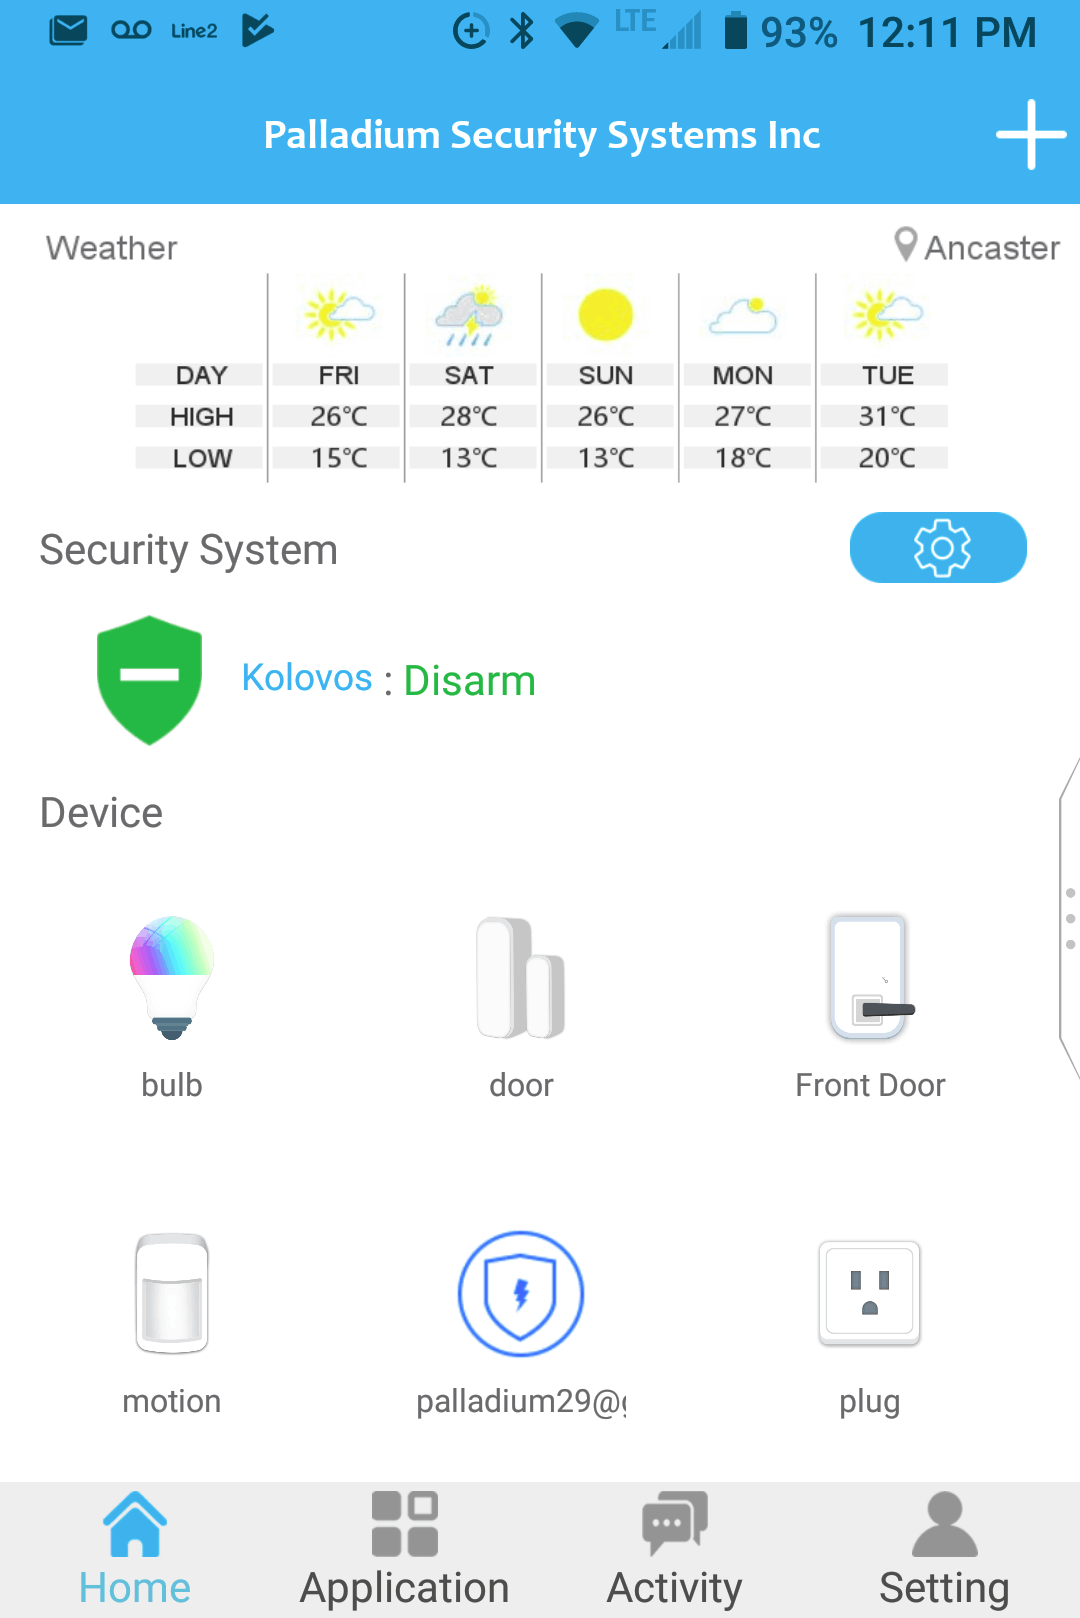 Line2 LTE 93% 12:11 PM
Palladium Security Systems Inc
Weather Ancaster
DAY FRI SAT SUN MON TUE
HIGH 26°C 28°C 26°C 27°C 31°C
LOW 15°C 13°C 13°C 18°C 20°C
Security System
Kolovos : Disarm
Device
bulb door Front Door
motion palladium29@ plug
Home Application Activity Setting